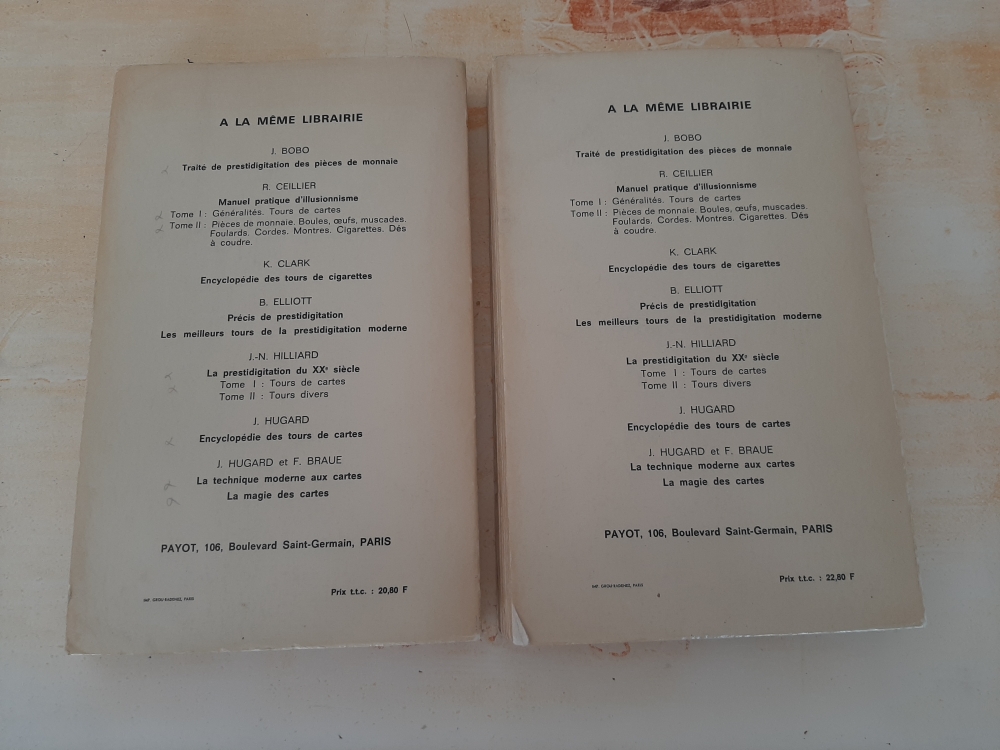 A LA MÊME LIBRAIRIE
J. BOBO
Traité de prestidigitation des pièces de monnaie
R. CEILLIER
Manuel pratique d'illusionnisme
Tome I : Généralités. Tours de cartes
Tome II : Pièces de monnaie. Boules, œufs, muscades.
Foulards. Cordes. Montres. Cigarettes. Dés
à coudre.
K. CLARK
Encyclopédie des tours de cigarettes
B. ELLIOTT
Précis de prestidigitation
Les meilleurs tours de la prestidigitation moderne
J.-N. HILLIARD
La prestidigitation du XXe siècle
Tome I : Tours de cartes
Tome II : Tours divers
J. HUGARD
Encyclopédie des tours de cartes
J. HUGARD et F. BRAUE
La technique moderne aux cartes
La magie des cartes
PAYOT, 106, Boulevard Saint-Germain, PARIS
Prix t.t.c. : 20,80 F
IMP. GROU-RADENEZ, PARIS
A LA MÊME LIBRAIRIE
J. BOBO
Traité de prestidigitation des pièces de monnaie
R. CEILLIER
Manuel pratique d'illusionnisme
Tome I : Généralités. Tours de cartes
Tome II : Pièces de monnaie. Boules, œufs, muscades.
Foulards. Cordes. Montres. Cigarettes. Dés
à coudre.
K. CLARK
Encyclopédie des tours de cigarettes
B. ELLIOTT
Précis de prestidigitation
Les meilleurs tours de la prestidigitation moderne
J.-N. HILLIARD
La prestidigitation du XXe siècle
Tome I : Tours de cartes
Tome II : Tours divers
J. HUGARD
Encyclopédie des tours de cartes
J. HUGARD et F. BRAUE
La technique moderne aux cartes
La magie des cartes
PAYOT, 106, Boulevard Saint-Germain, PARIS
Prix t.t.c. : 22,80 F
IMP. GROU-RADENEZ, PARIS